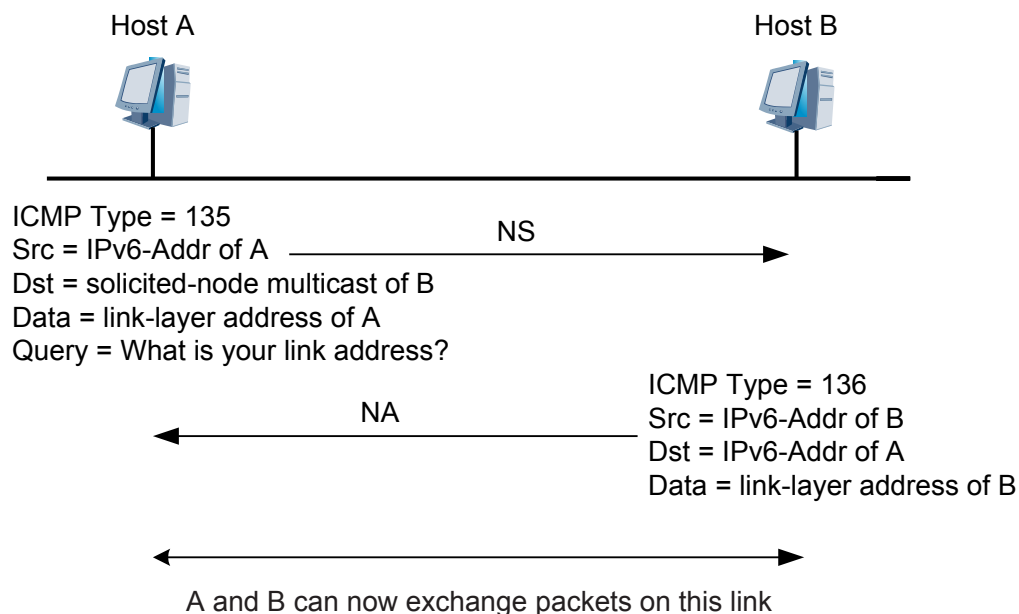 Host A
Host B
ICMP Type = 135
Src = IPv6-Addr of A
NS
Dst = solicited-node multicast of B
Data = link-layer address of A
Query = What is your link address?
ICMP Type = 136
NA
Src = IPv6-Addr of B
Dst = IPv6-Addr of A
Data = link-layer address of B
A and B can now exchange packets on this link